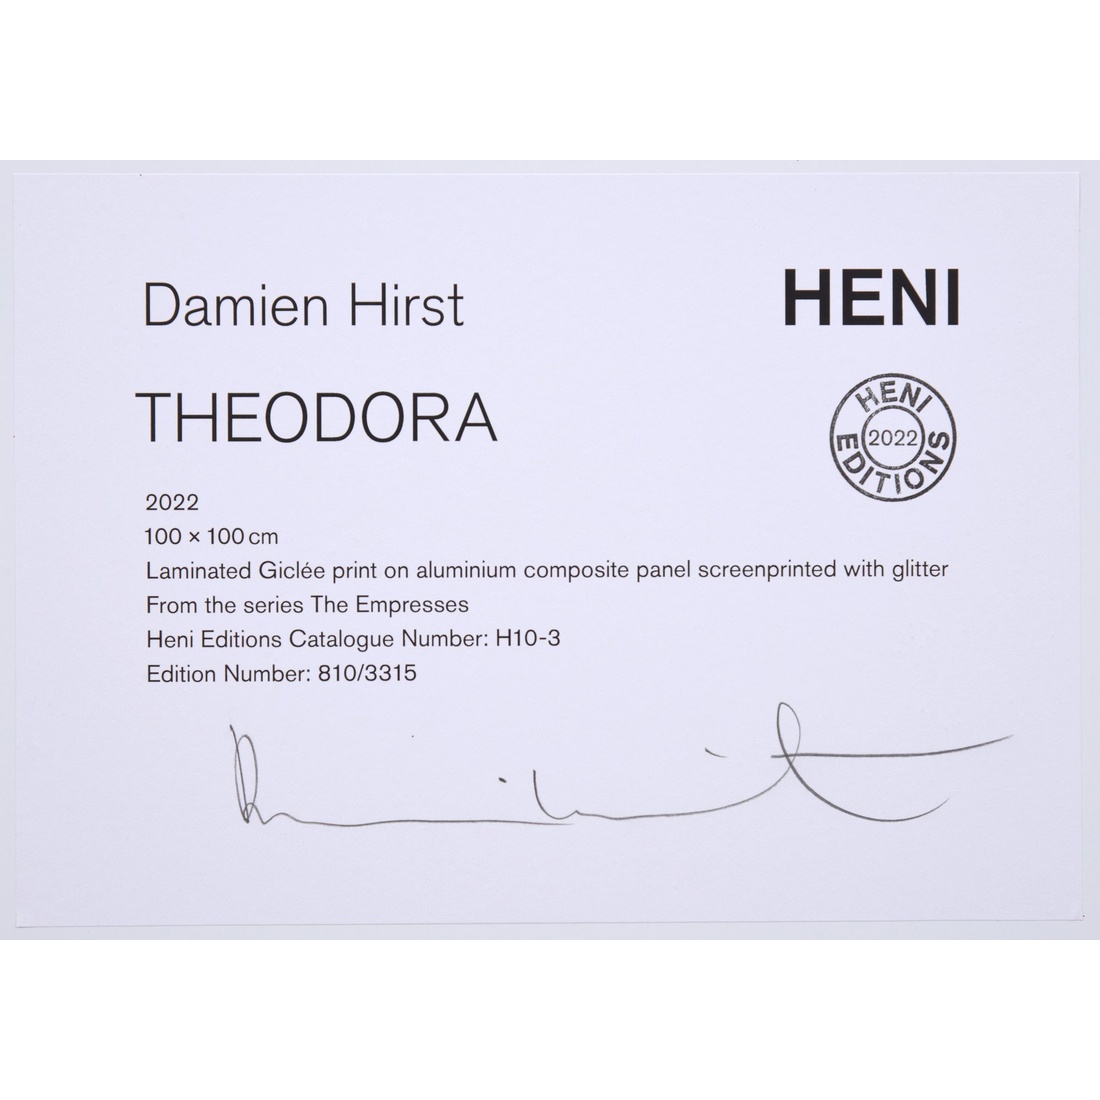 Damien Hirst
HENI
THEODORA
HENI
2022
EDITIONS
2022
100 × 100 cm
Laminated Giclée print on aluminium composite panel screenprinted with glitter
From the series The Empresses
Heni Editions Catalogue Number: H10-3
Edition Number: 810/3315